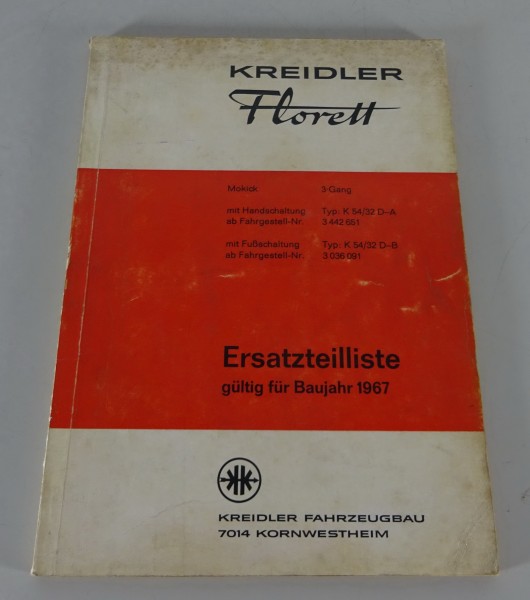 KREIDLER
Florett
Mokick 3-Gang
mit Handschaltung Typ: K 54/32 D-A
ab Fahrgestell-Nr. 3 442 651
mit Fußschaltung Typ: K 54/32 D-B
ab Fahrgestell-Nr. 3 036 091
Ersatzteilliste
gültig für Baujahr 1967
KREIDLER FAHRZEUGBAU
7014 KORNWESTHEIM